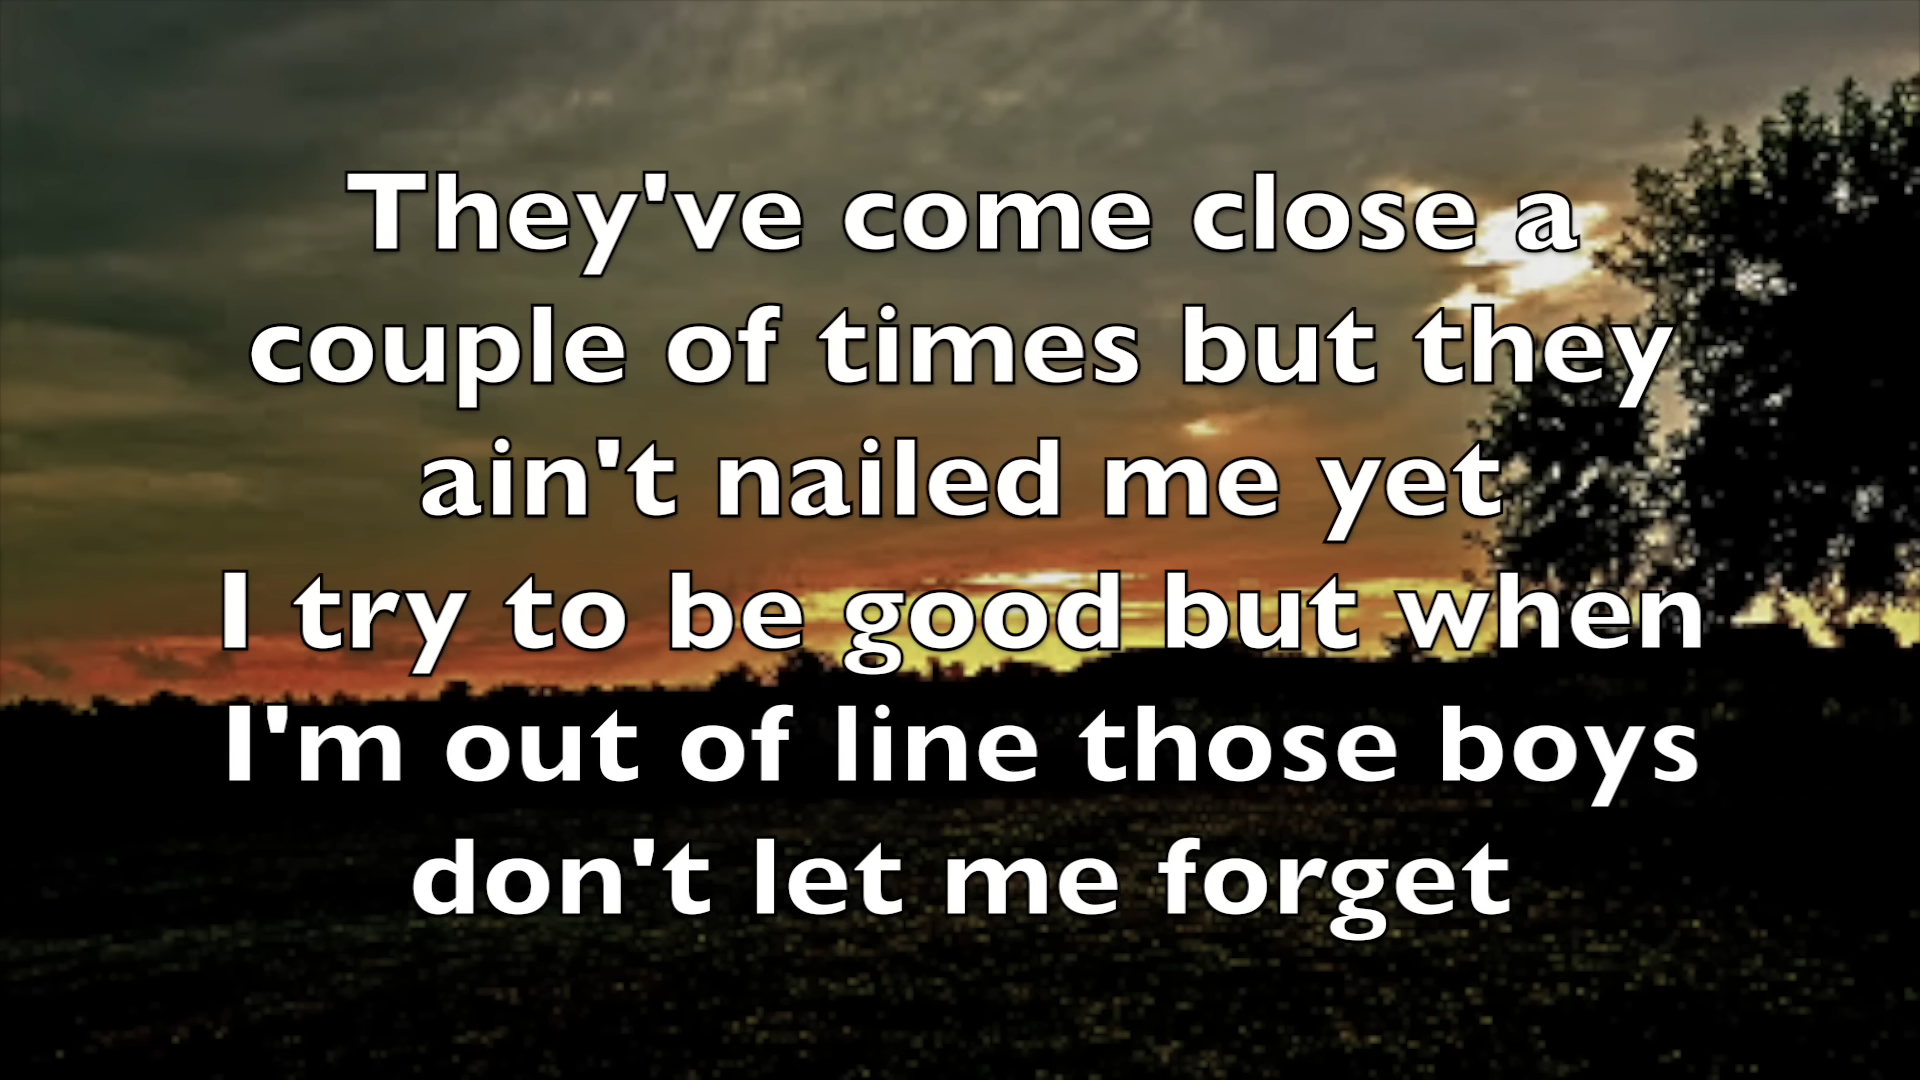 They've come close a
couple of times but they
ain't nailed me yet
I try to be good but when
I'm out of line those boys
don't let me forget